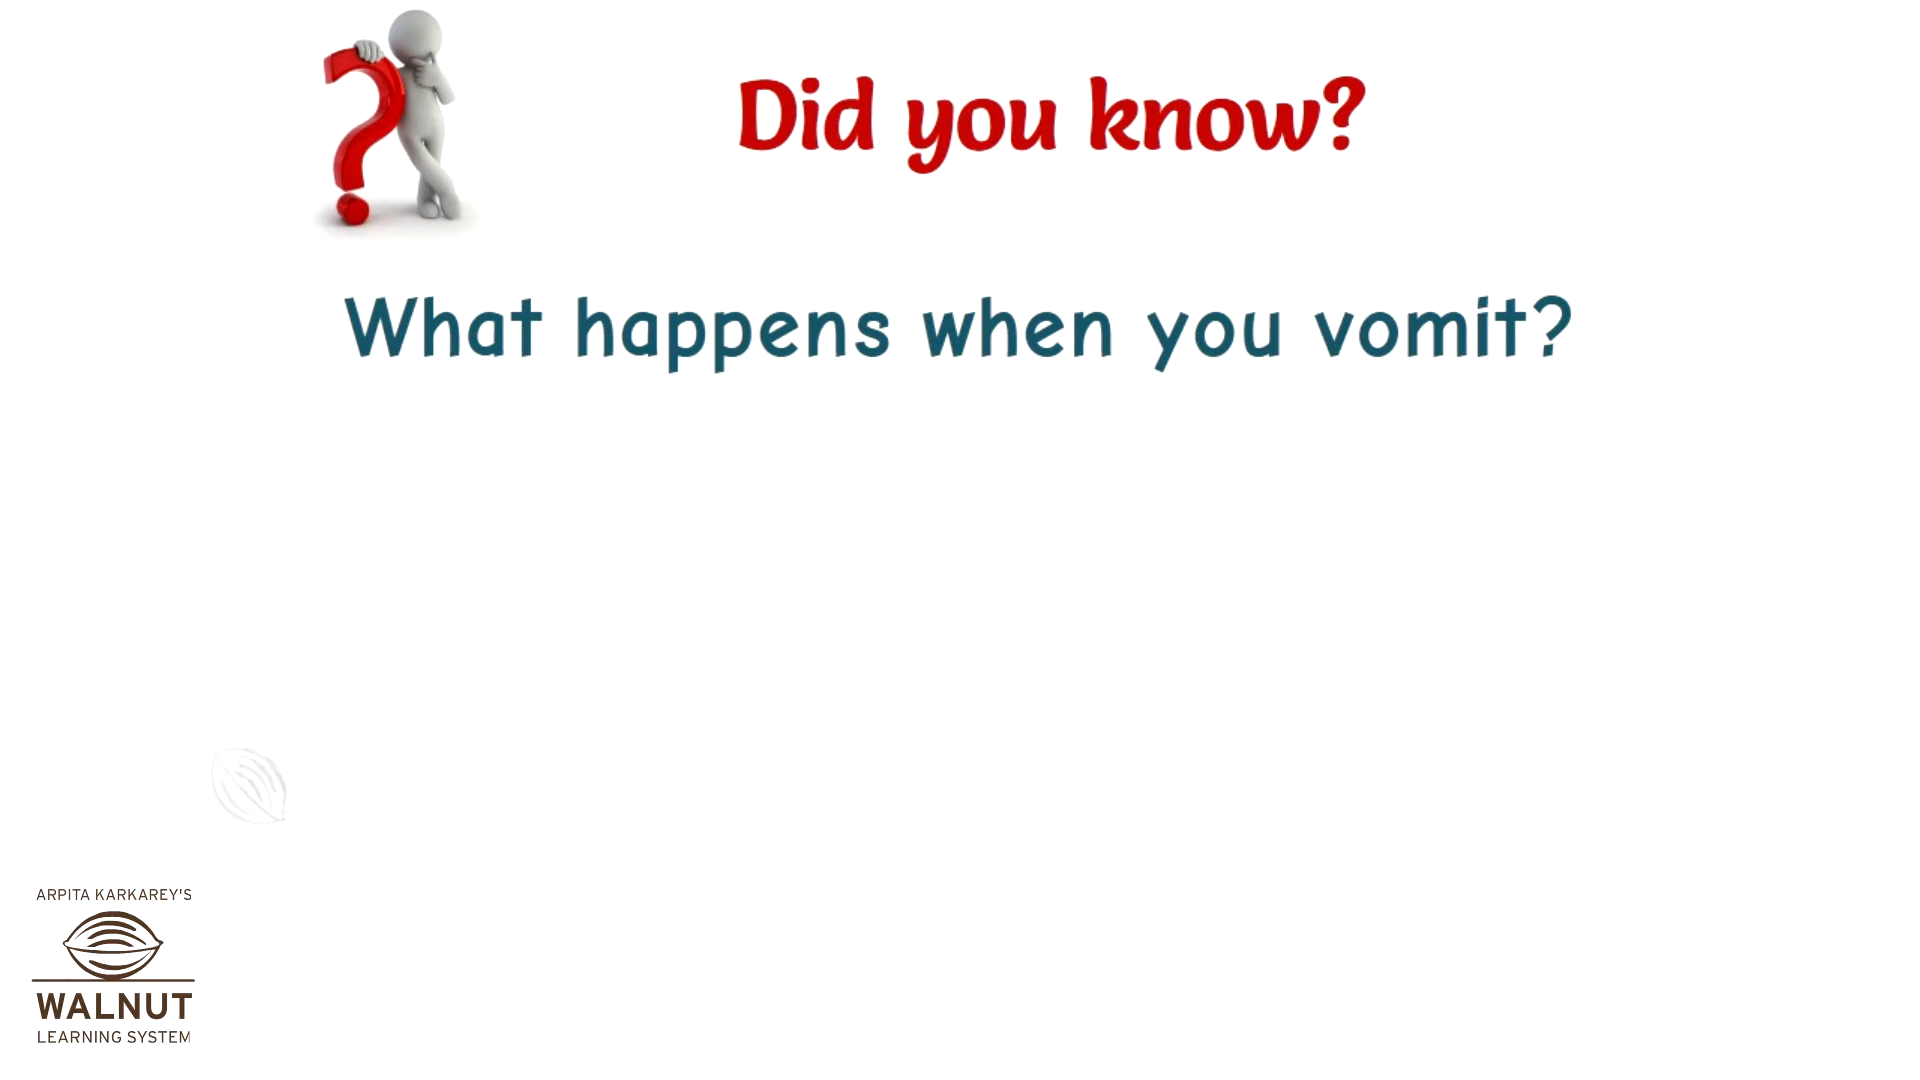 Did you know?
What happens when you vomit?
ARPITA KARKAREY'S
WALNUT
LEARNING SYSTEM